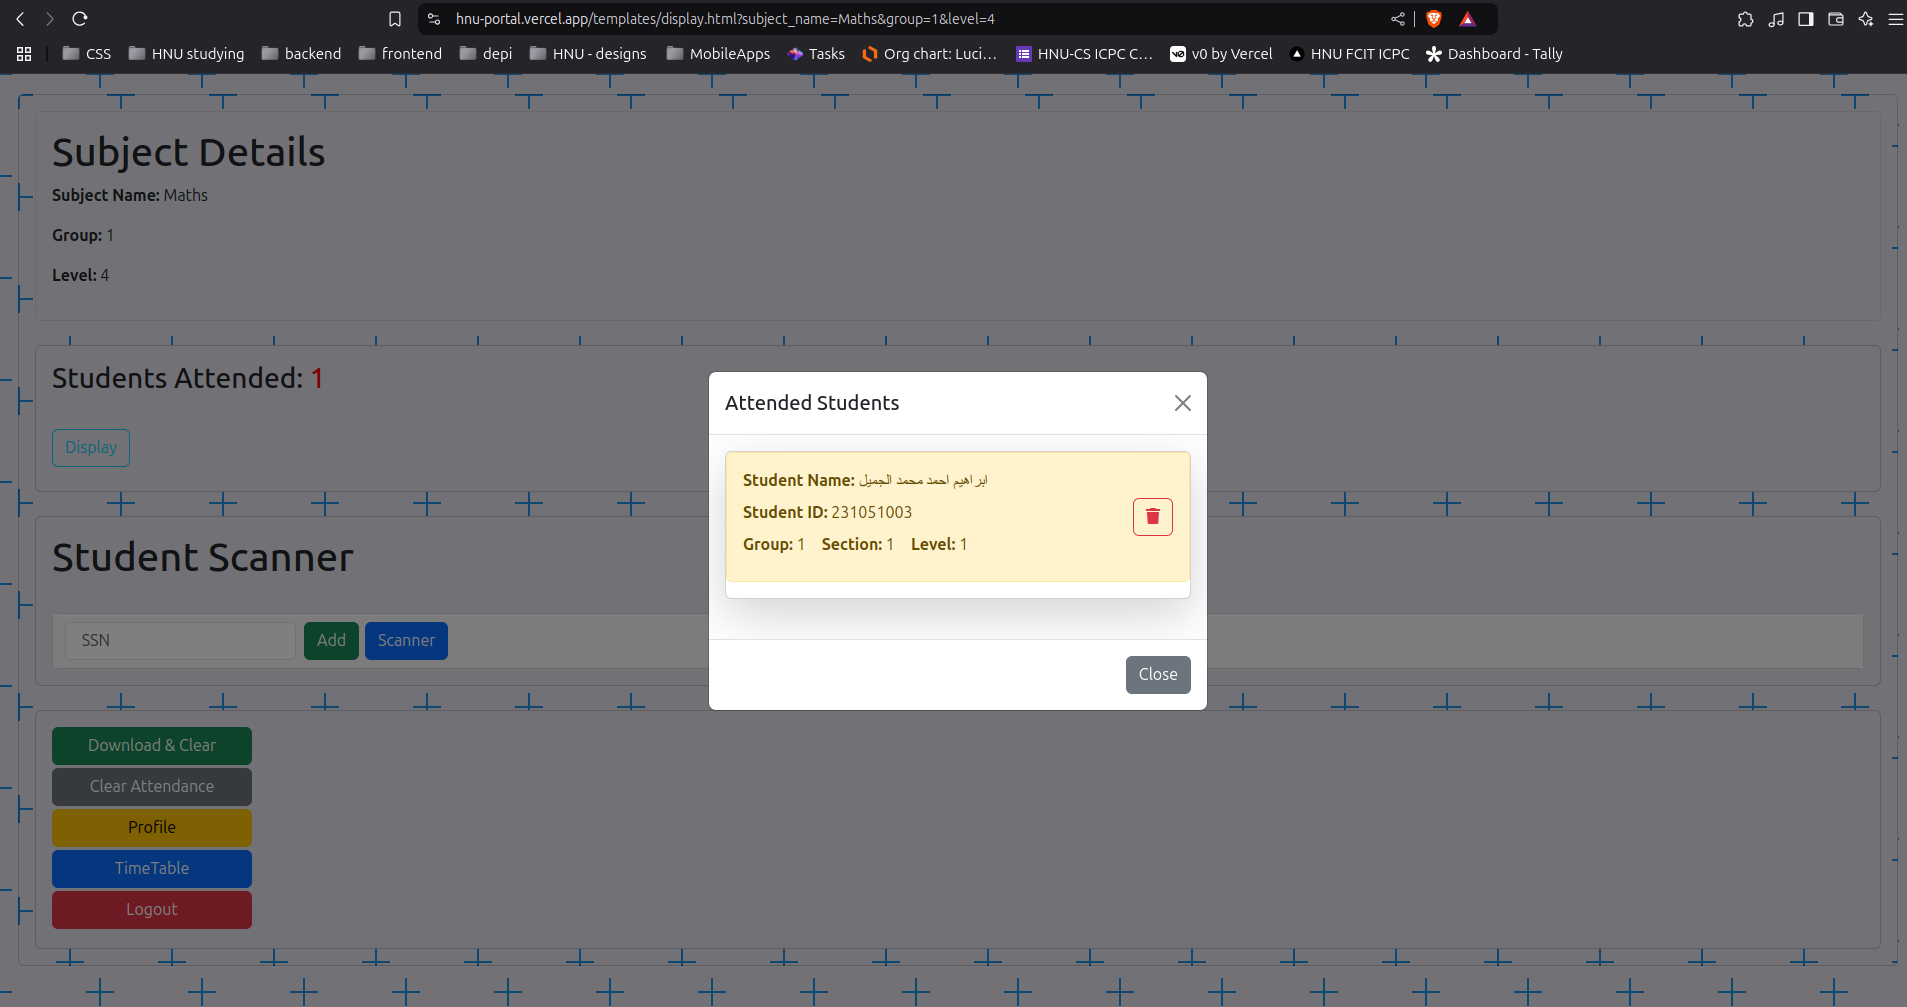 hnu-portal.vercel.app/templates/display.html?subject_name=Maths&group=1&level=4
CSS HNU studying backend frontend depi HNU - designs MobileApps Tasks Org chart: Luci... HNU-CS ICPC C... v0 by Vercel HNU FCIT ICPC Dashboard - Tally
Subject Details
Subject Name: Maths
Group: 1
Level: 4
Students Attended: 1
Display
Attended Students
Student Name: ابراهيم احمد محمد الجميل
Student ID: 231051003
Group: 1 Section: 1 Level: 1
Close
Student Scanner
SSN Add Scanner
Download & Clear
Clear Attendance
Profile
TimeTable
Logout